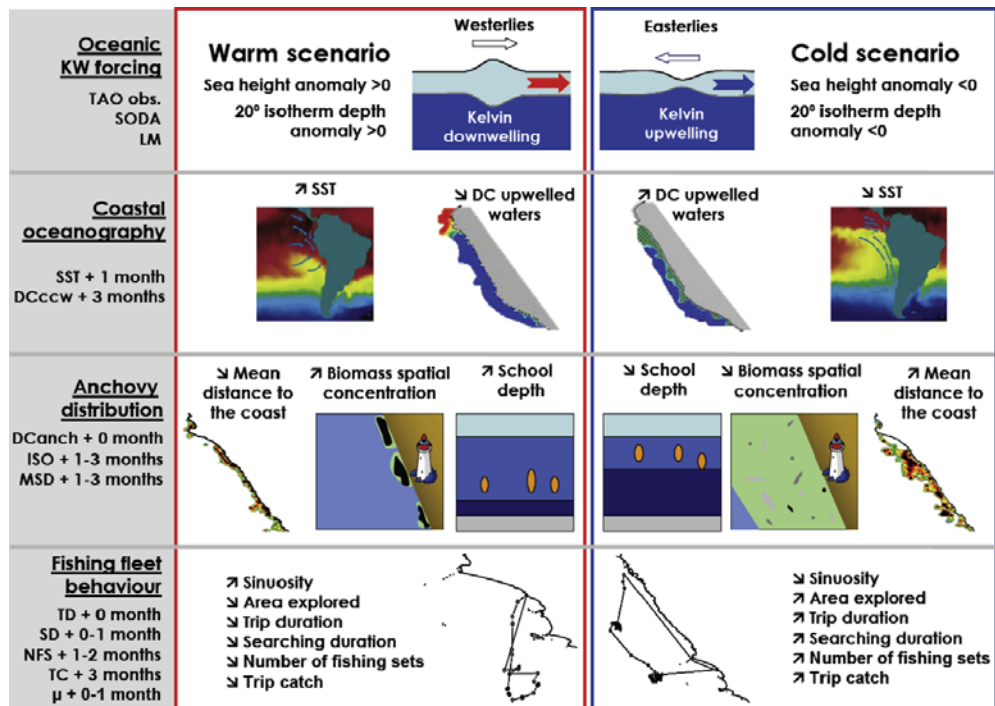 Oceanic
KW forcing
TAO obs.
SODA
LM
Warm scenario
Sea height anomaly >0
20° isotherm depth
anomaly >0
Westerlies
Kelvin
downwelling
Easterlies
Kelvin
upwelling
Cold scenario
Sea height anomaly <0
20° isotherm depth
anomaly <0
Coastal
oceanography
SST + 1 month
DCccw + 3 months
↗ SST
↘ DC upwelled
waters
↗ DC upwelled
waters
↘ SST
Anchovy
distribution
DCanch + 0 month
ISO + 1-3 months
MSD + 1-3 months
↘ Mean
distance to
the coast
↗ Biomass spatial
concentration
↗ School
depth
↘ School
depth
↘ Biomass spatial
concentration
↗ Mean
distance to
the coast
Fishing fleet
behaviour
TD + 0 month
SD + 0-1 month
NFS + 1-2 months
TC + 3 months
μ + 0-1 month
↗ Sinuosity
↘ Area explored
↘ Trip duration
↘ Searching duration
↘ Number of fishing sets
↘ Trip catch
↘ Sinuosity
↗ Area explored
↗ Trip duration
↗ Searching duration
↗ Number of fishing sets
↗ Trip catch